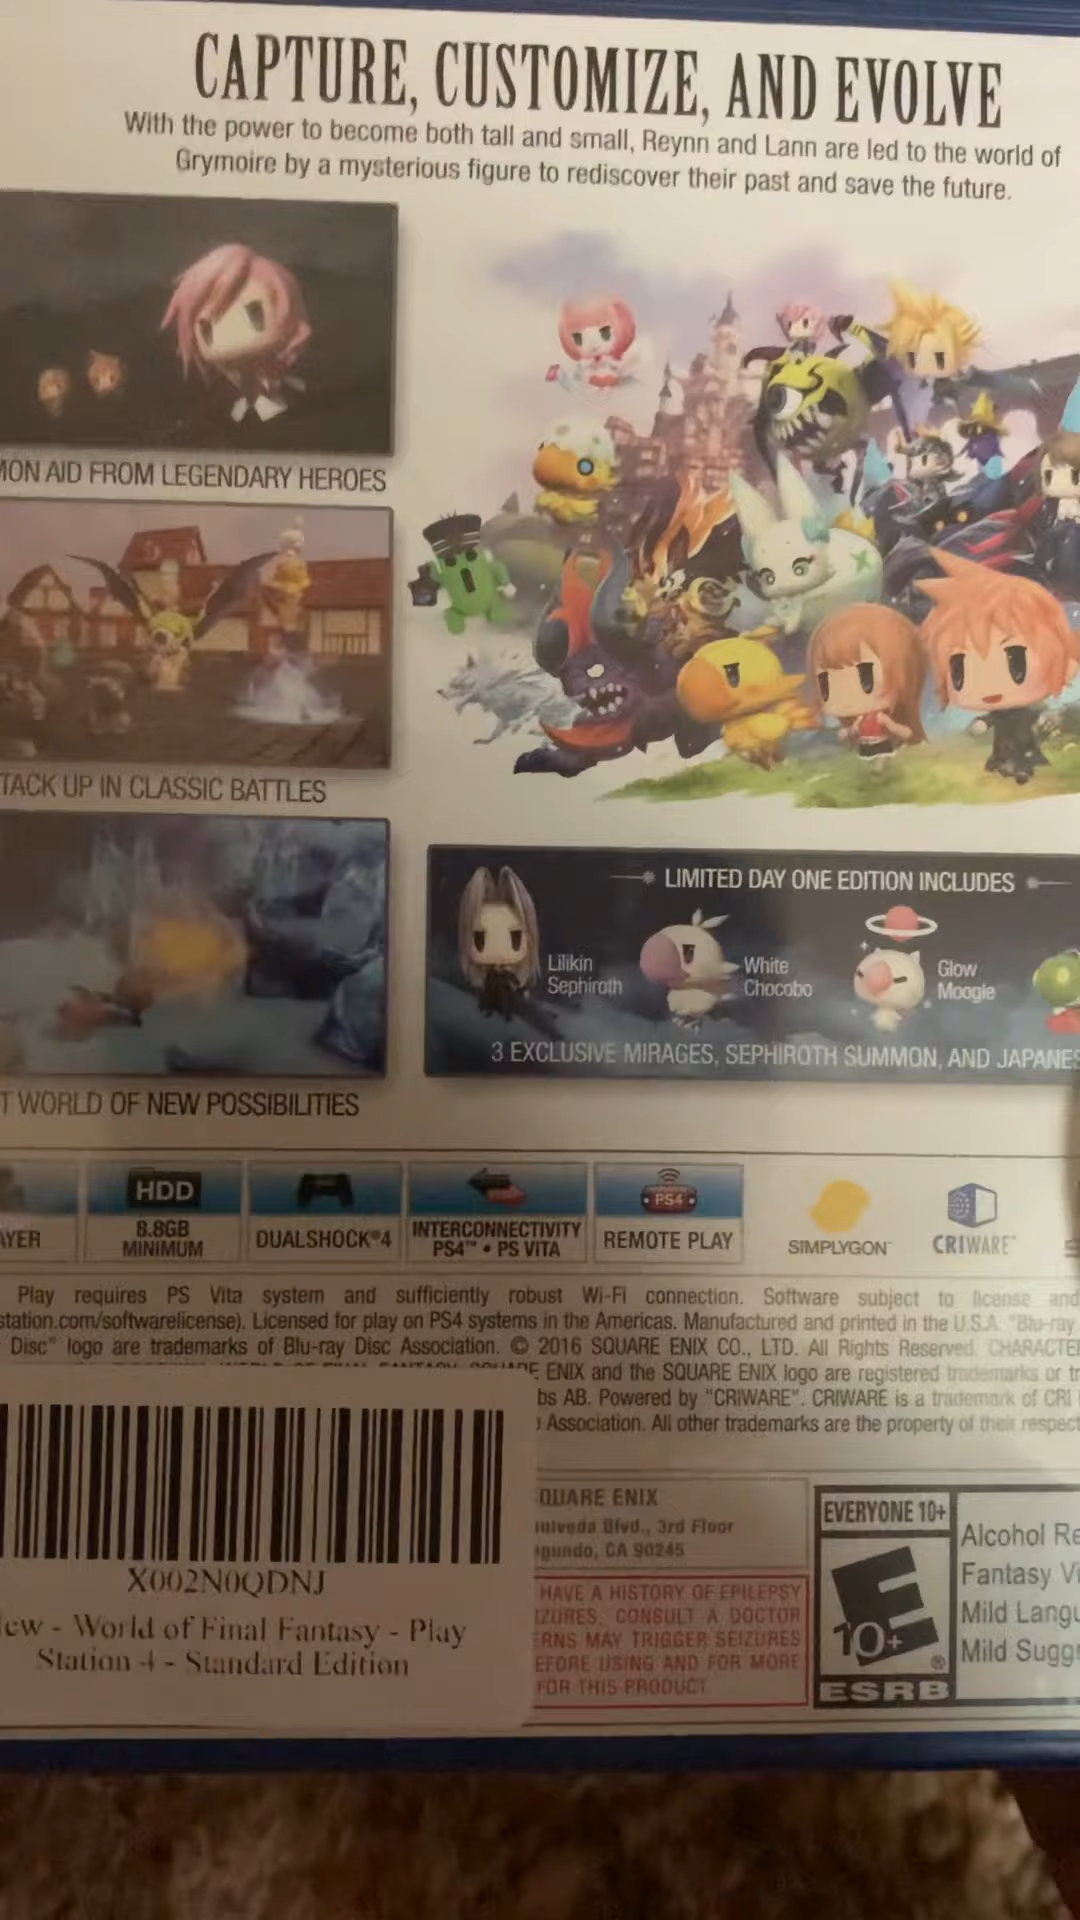 CAPTURE, CUSTOMIZE, AND EVOLVE
With the power to become both tall and small, Reynn and Lann are led to the world of
Grymoire by a mysterious figure to rediscover their past and save the future.
MON AID FROM LEGENDARY HEROES
TACK UP IN CLASSIC BATTLES
T WORLD OF NEW POSSIBILITIES
LIMITED DAY ONE EDITION INCLUDES
Lilikin
Sephiroth
White
Chocobo
Glow
Moogle
3 EXCLUSIVE MIRAGES, SEPHIROTH SUMMON, AND JAPANES
AYER
HDD
8.8GB
MINIMUM
DUALSHOCK®4
INTERCONNECTIVITY
PS4™ • PS VITA
PS4
REMOTE PLAY
SIMPLYGON™
CRIWARE™
Play requires PS Vita system and sufficiently robust Wi-Fi connection. Software subject to license and
station.com/softwarelicense). Licensed for play on PS4 systems in the Americas. Manufactured and printed in the U.S.A. "Blu-ray
Disc" logo are trademarks of Blu-ray Disc Association. © 2016 SQUARE ENIX CO., LTD. All Rights Reserved. CHARACTE
ENIX and the SQUARE ENIX logo are registered trademarks or tr
bs AB. Powered by "CRIWARE". CRIWARE is a trademark of CRI
Association. All other trademarks are the property of their respect
X002N0QDNJ
ew - World of Final Fantasy - Play
Station 4 - Standard Edition
QUARE ENIX
Blvd., 3rd Floor
gundo, CA 90245
HAVE A HISTORY OF EPILEPSY
IZURES, CONSULT A DOCTOR
ERNS MAY TRIGGER SEIZURES
EFORE USING AND FOR MORE
FOR THIS PRODUCT.
EVERYONE 10+
E
10+
®
ESRB
Alcohol Re
Fantasy Vi
Mild Langu
Mild Sugge